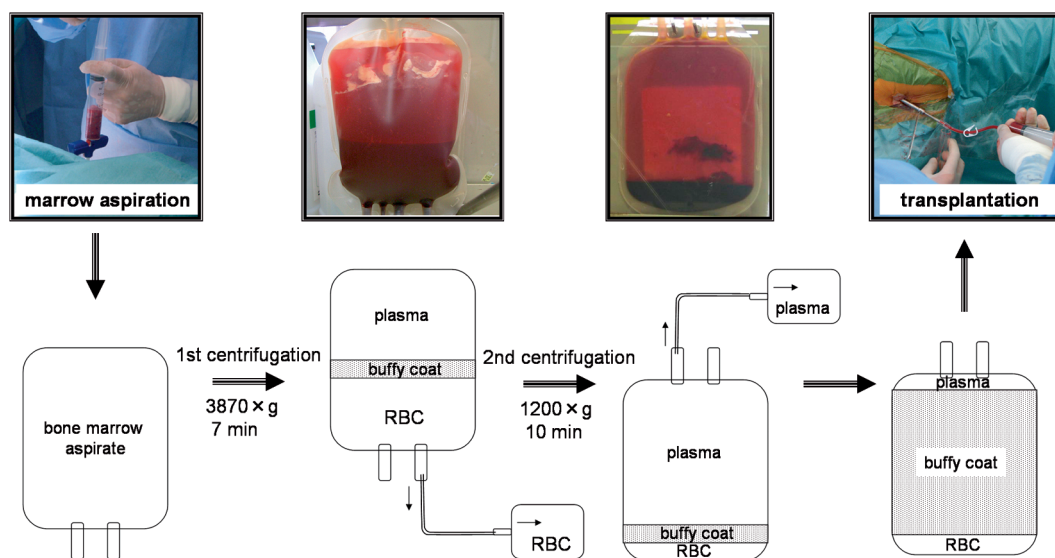 marrow aspiration
transplantation
bone marrow
aspirate
1st centrifugation
3870×g
7 min
plasma
buffy coat
RBC
RBC
2nd centrifugation
1200×g
10 min
plasma
plasma
buffy coat
RBC
plasma
buffy coat
RBC